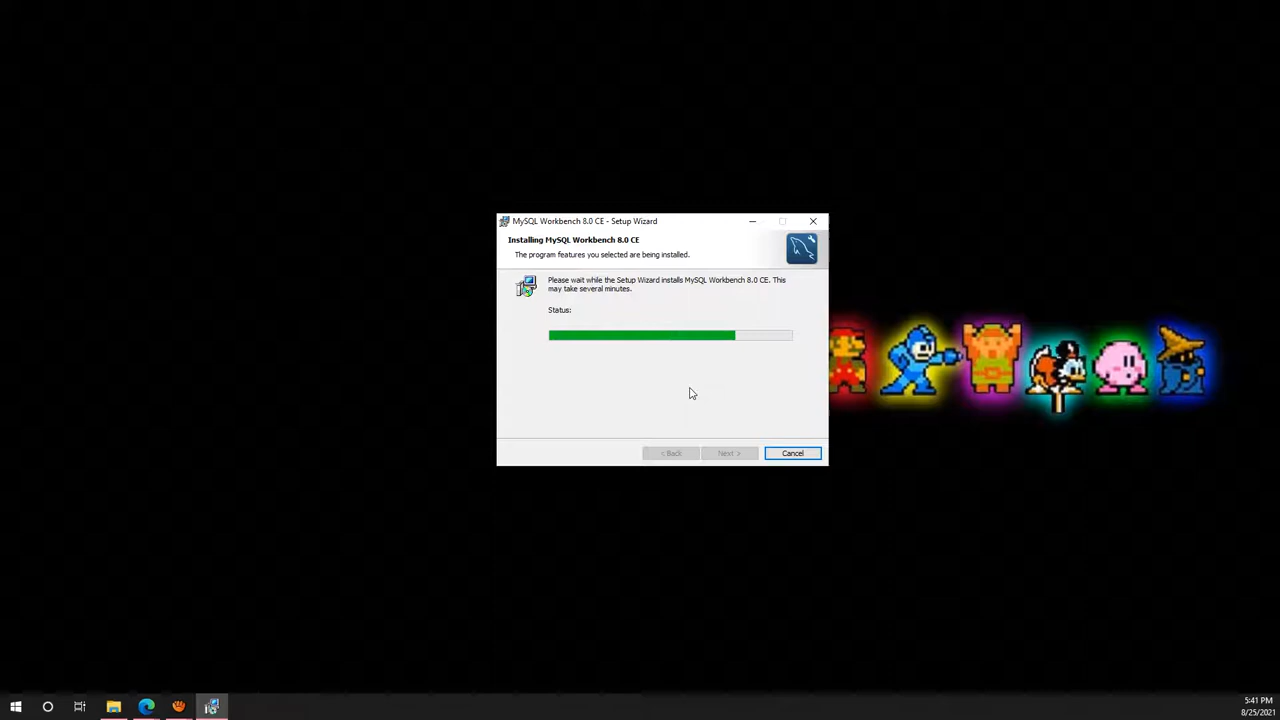 MySQL Workbench 8.0 CE - Setup Wizard
Installing MySQL Workbench 8.0 CE
The program features you selected are being installed.
Please wait while the Setup Wizard installs MySQL Workbench 8.0 CE. This
may take several minutes.
Status:
< Back
Next >
Cancel
5:41 PM
8/25/2021